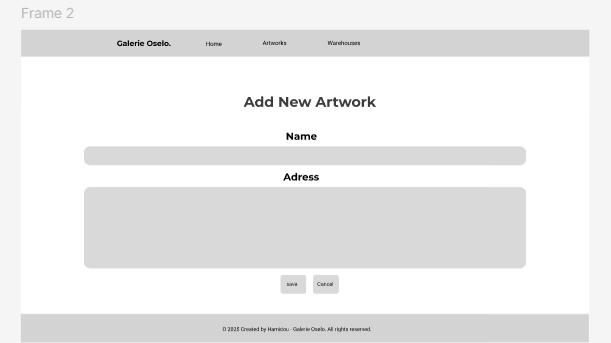 Frame 2
Galerie Oselo. Home Artworks Warehouses
Add New Artwork
Name
Adress
save Cancel
© 2025 Created by Hamidou - Galerie Oselo. All rights reserved.